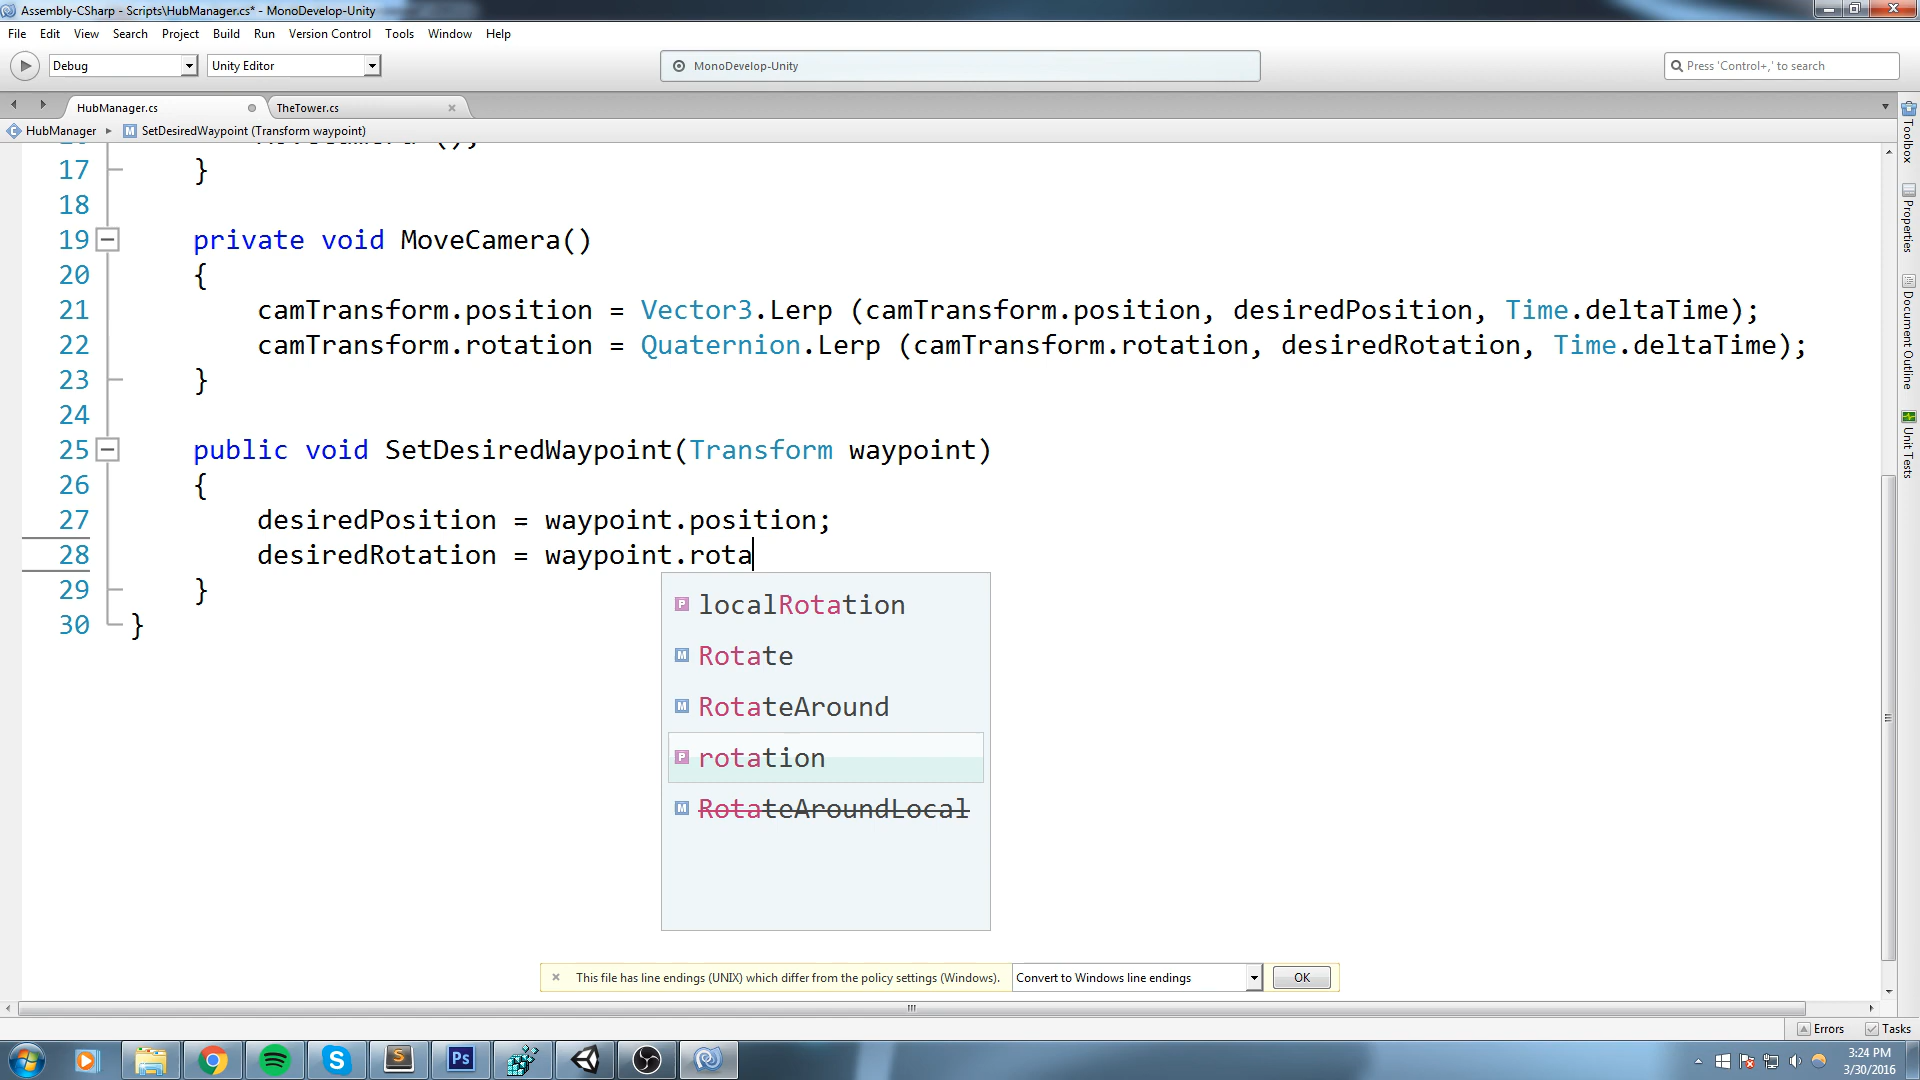 Assembly-CSharp - Scripts\HubManager.cs* - MonoDevelop-Unity
File Edit View Search Project Build Run Version Control Tools Window Help
Debug Unity Editor MonoDevelop-Unity Press 'Control+,' to search
HubManager.cs TheTower.cs
HubManager SetDesiredWaypoint (Transform waypoint)
17 }
18
19 private void MoveCamera()
20 {
21 camTransform.position = Vector3.Lerp (camTransform.position, desiredPosition, Time.deltaTime);
22 camTransform.rotation = Quaternion.Lerp (camTransform.rotation, desiredRotation, Time.deltaTime);
23 }
24
25 public void SetDesiredWaypoint(Transform waypoint)
26 {
27 desiredPosition = waypoint.position;
28 desiredRotation = waypoint.rota
29 }
30 }
localRotation
Rotate
RotateAround
rotation
RotateAroundLocal
Toolbox
Properties
Document Outline
Unit Tests
This file has line endings (UNIX) which differ from the policy settings (Windows). Convert to Windows line endings OK
Errors Tasks
Ps
3:24 PM
3/30/2016